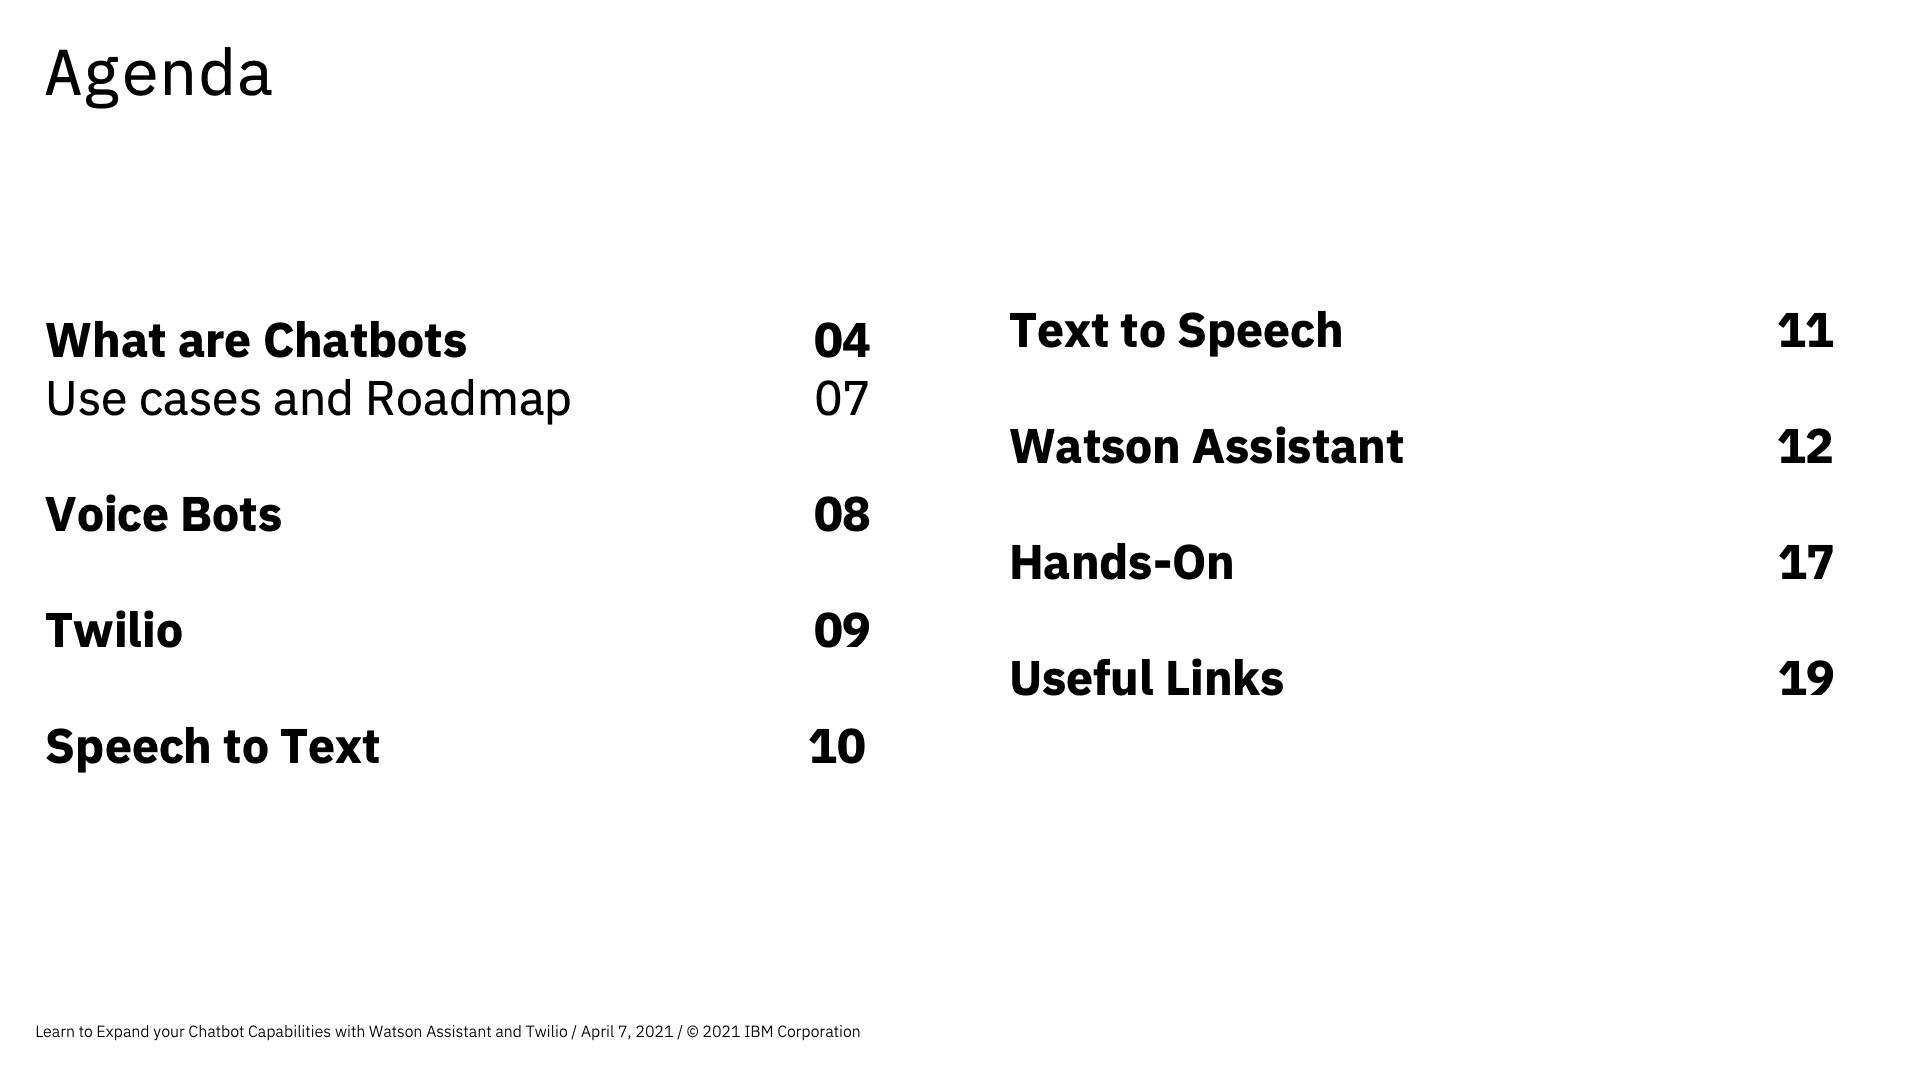 Agenda
What are Chatbots 04
Use cases and Roadmap 07
Voice Bots 08
Twilio 09
Speech to Text 10
Text to Speech 11
Watson Assistant 12
Hands-On 17
Useful Links 19
Learn to Expand your Chatbot Capabilities with Watson Assistant and Twilio / April 7, 2021 / © 2021 IBM Corporation